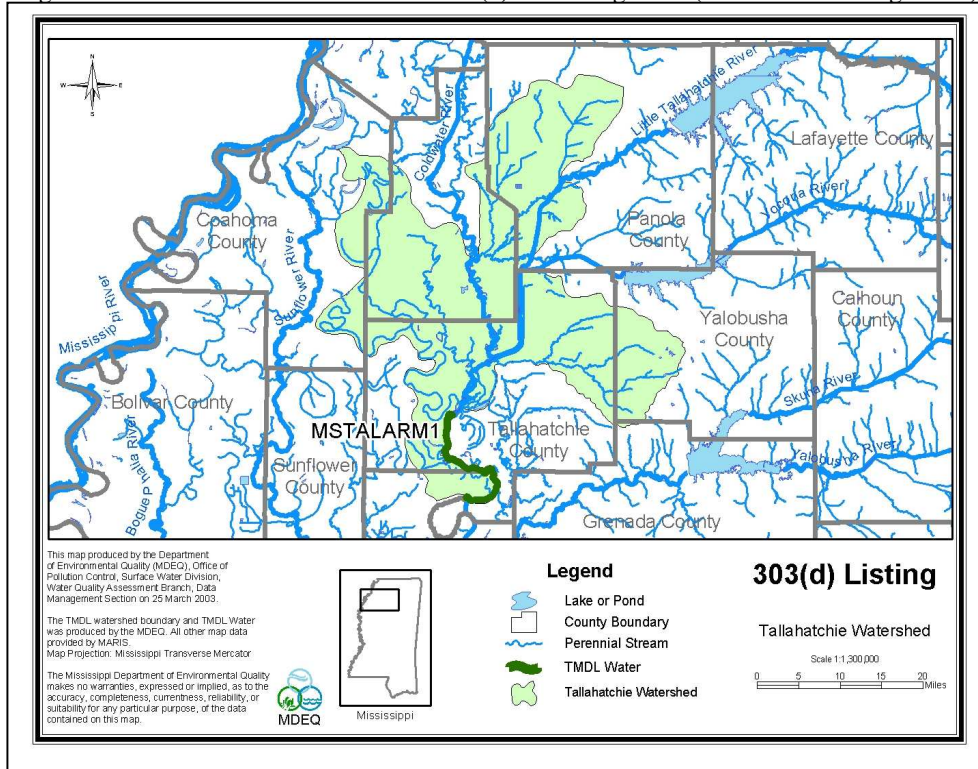 N
W
E
S
Little Tallahatchie River
Lafayette County
Coldwater River
Yocona River
Panola
County
Coahoma
County
Sunflower River
Mississippi River
Calhoun
County
Yalobusha
County
Skuna River
Bolivar County
MSTALARM1
Tallahatchie
County
Yalobusha River
Sunflower
County
Bogue Phalia River
Grenada County
This map produced by the Department
of Environmental Quality (MDEQ), Office of
Pollution Control, Surface Water Division,
Water Quality Assessment Branch, Data
Management Section on 25 March 2003.
The TMDL watershed boundary and TMDL Water
was produced by the MDEQ. All other map data
provided by MARIS.
Map Projection: Mississippi Transverse Mercator
The Mississippi Department of Environmental Quality
makes no warranties, expressed or implied, as to the
accuracy, completeness, currentness, reliability, or
suitability for any particular purpose, of the data
contained on this map.
MDEQ
Mississippi
Legend
Lake or Pond
County Boundary
Perennial Stream
TMDL Water
Tallahatchie Watershed
303(d) Listing
Tallahatchie Watershed
Scale 1:1,300,000
0 5 10 15 20
Miles